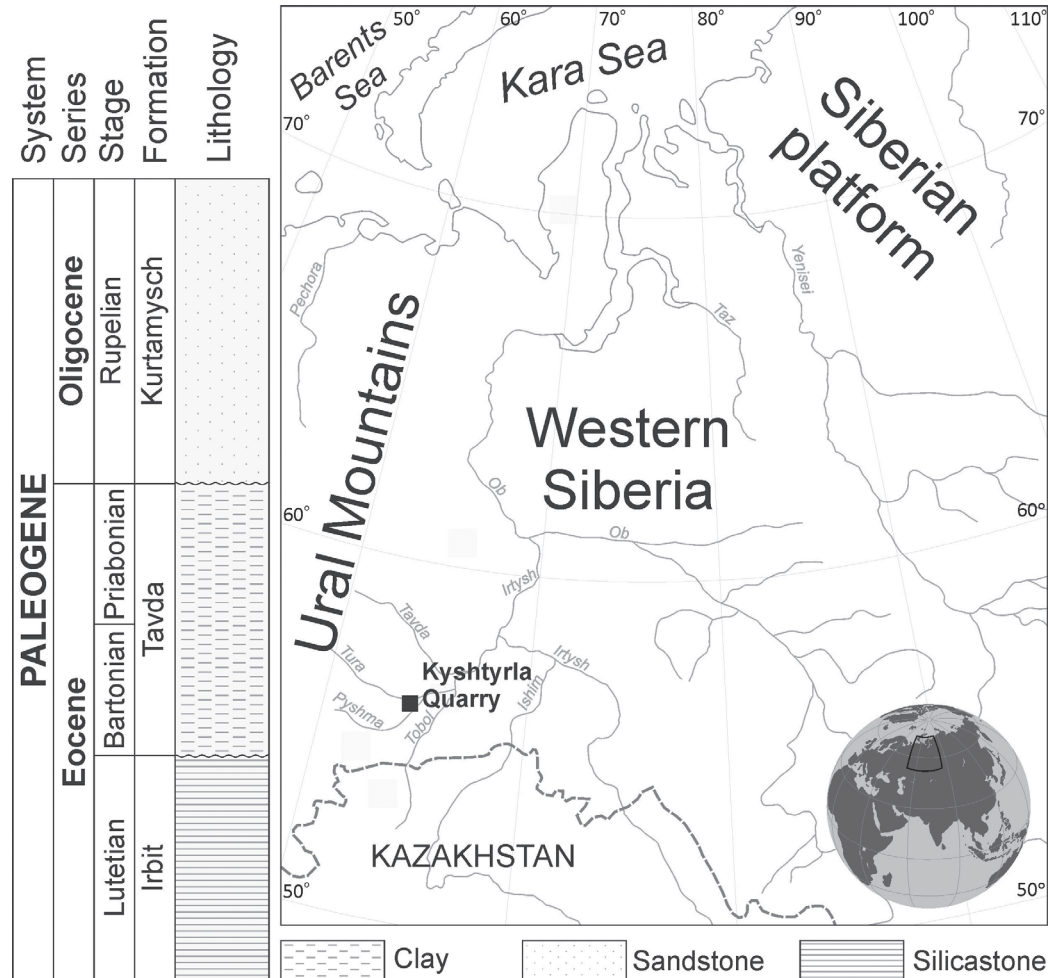 System
Series
Stage
Formation
Lithology
PALEOGENE
Oligocene
Eocene
Rupelian
Priabonian
Bartonian
Lutetian
Kurtamysch
Tavda
Irbit
50°
60°
70°
80°
90°
100°
110°
Barents
Sea
Kara Sea
Siberian
platform
70°
70°
Pechora
Yenisei
Taz
Ural Mountains
Western
Siberia
Ob
Ob
60°
60°
Irtysh
Tavda
Tura
Irtysh
Kyshtyrla
Quarry
Ishim
Pyshma
Tobol
KAZAKHSTAN
50°
50°
Clay
Sandstone
Silicastone